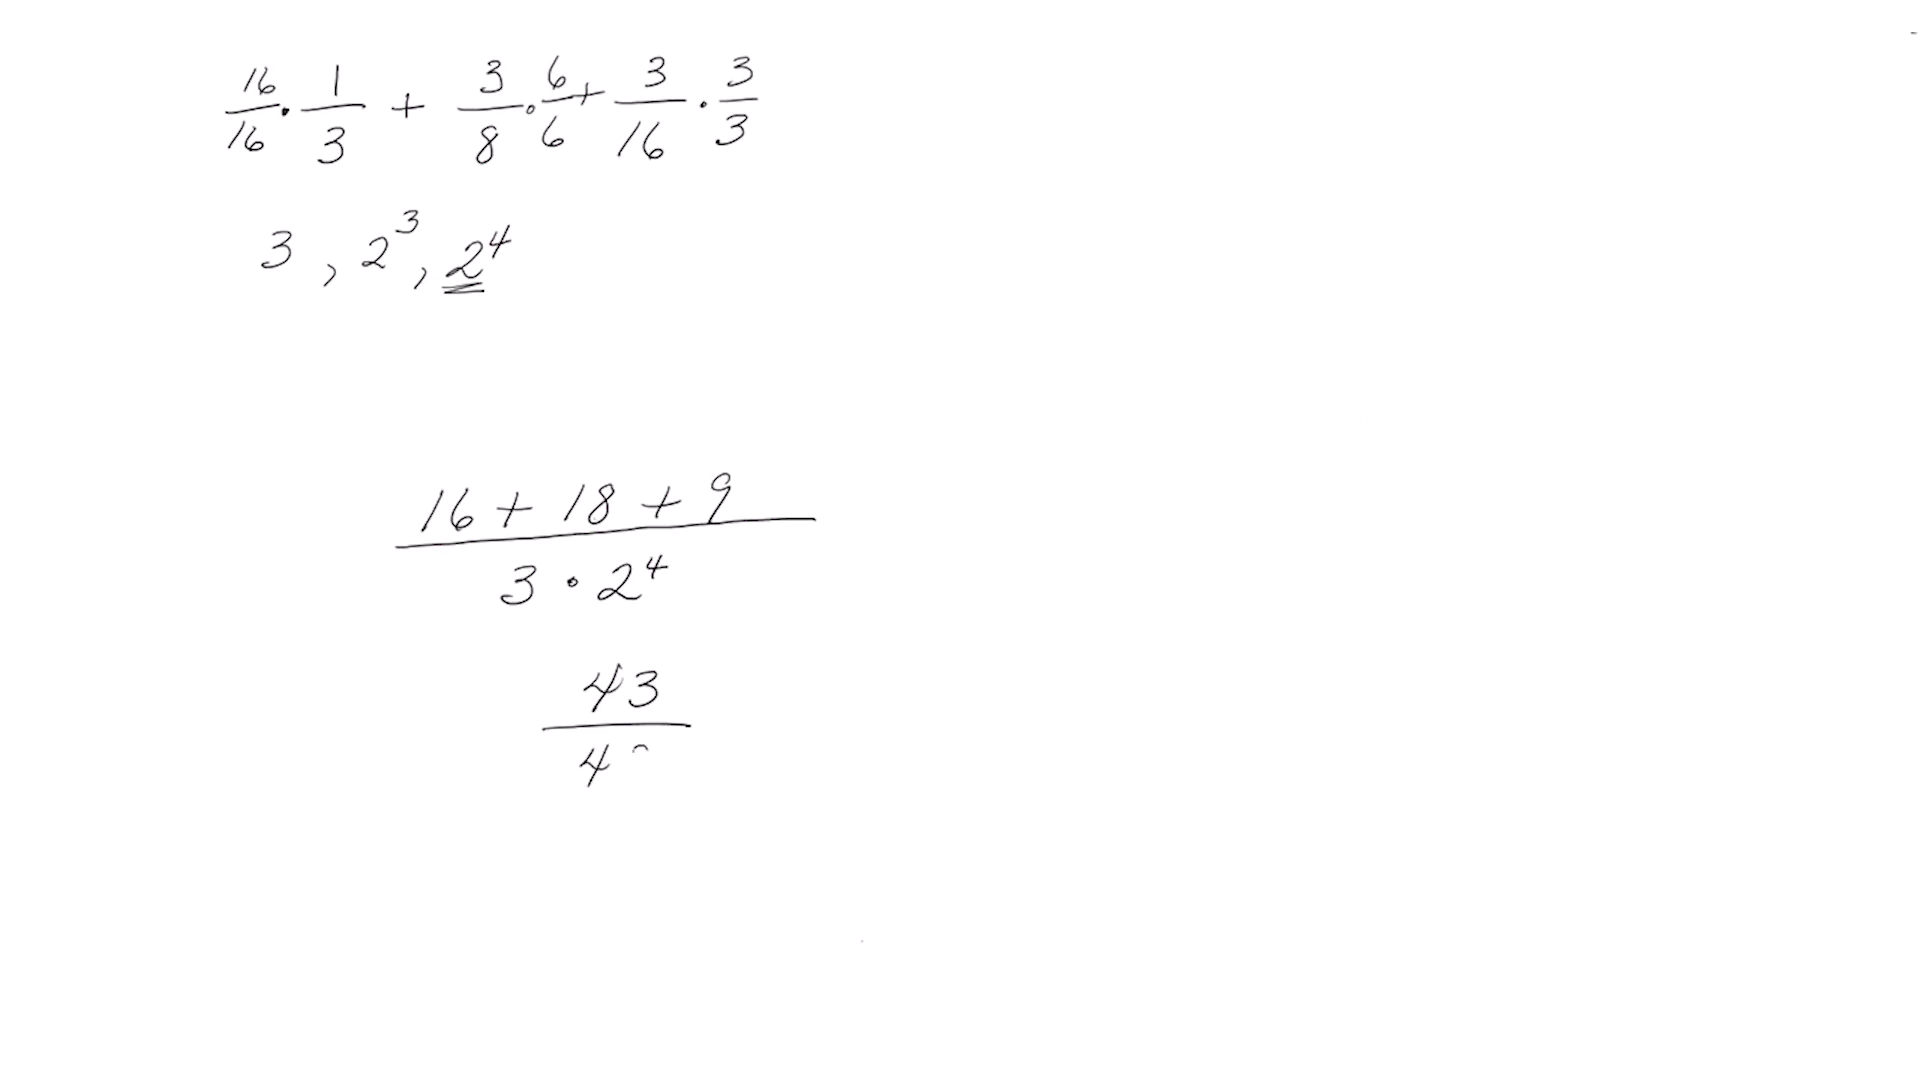 16/16 · 1/3 + 3/8 · 6/6 + 3/16 · 3/3
3 , 2^3 , 2^4
16 + 18 + 9
3 · 2^4
43
4